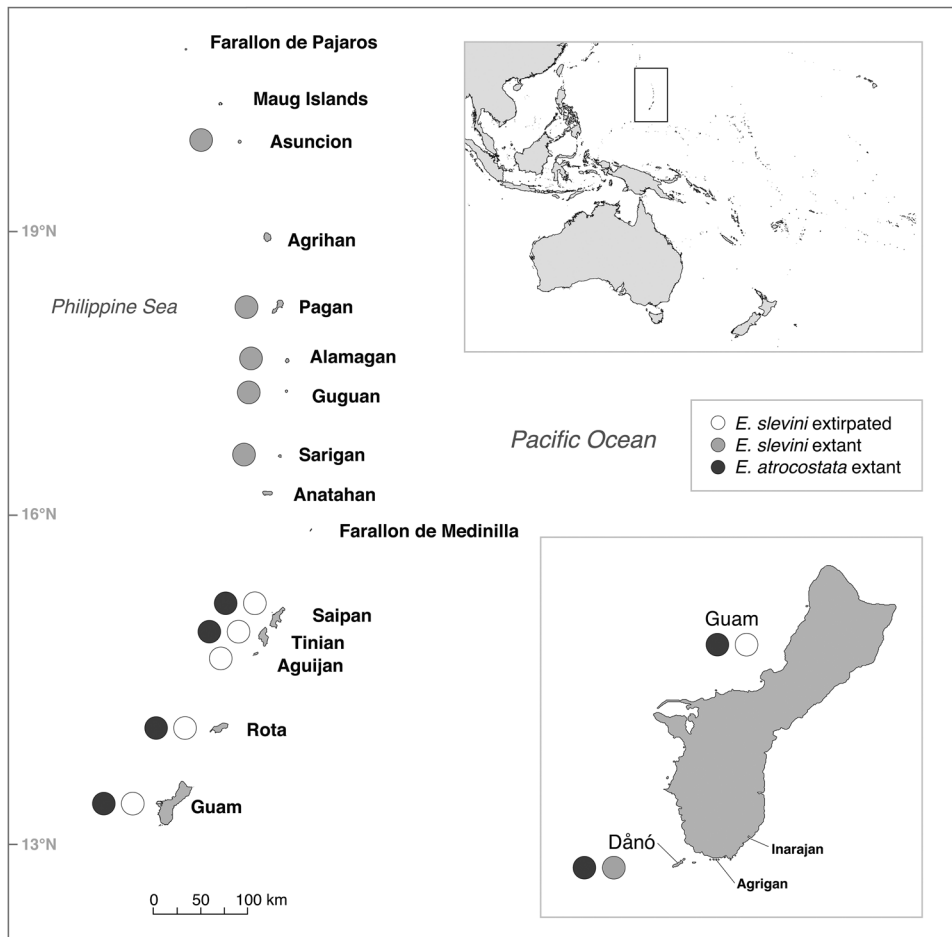 Farallon de Pajaros
Maug Islands
Asuncion
19°N
Agrihan
Philippine Sea
Pagan
Alamagan
Guguan
Pacific Ocean
E. slevini extirpated
E. slevini extant
E. atrocostata extant
Sarigan
Anatahan
16°N
Farallon de Medinilla
Saipan
Tinian
Aguijan
Rota
Guam
13°N
0 50 100 km
Guam
Dånó
Inarajan
Agrigan